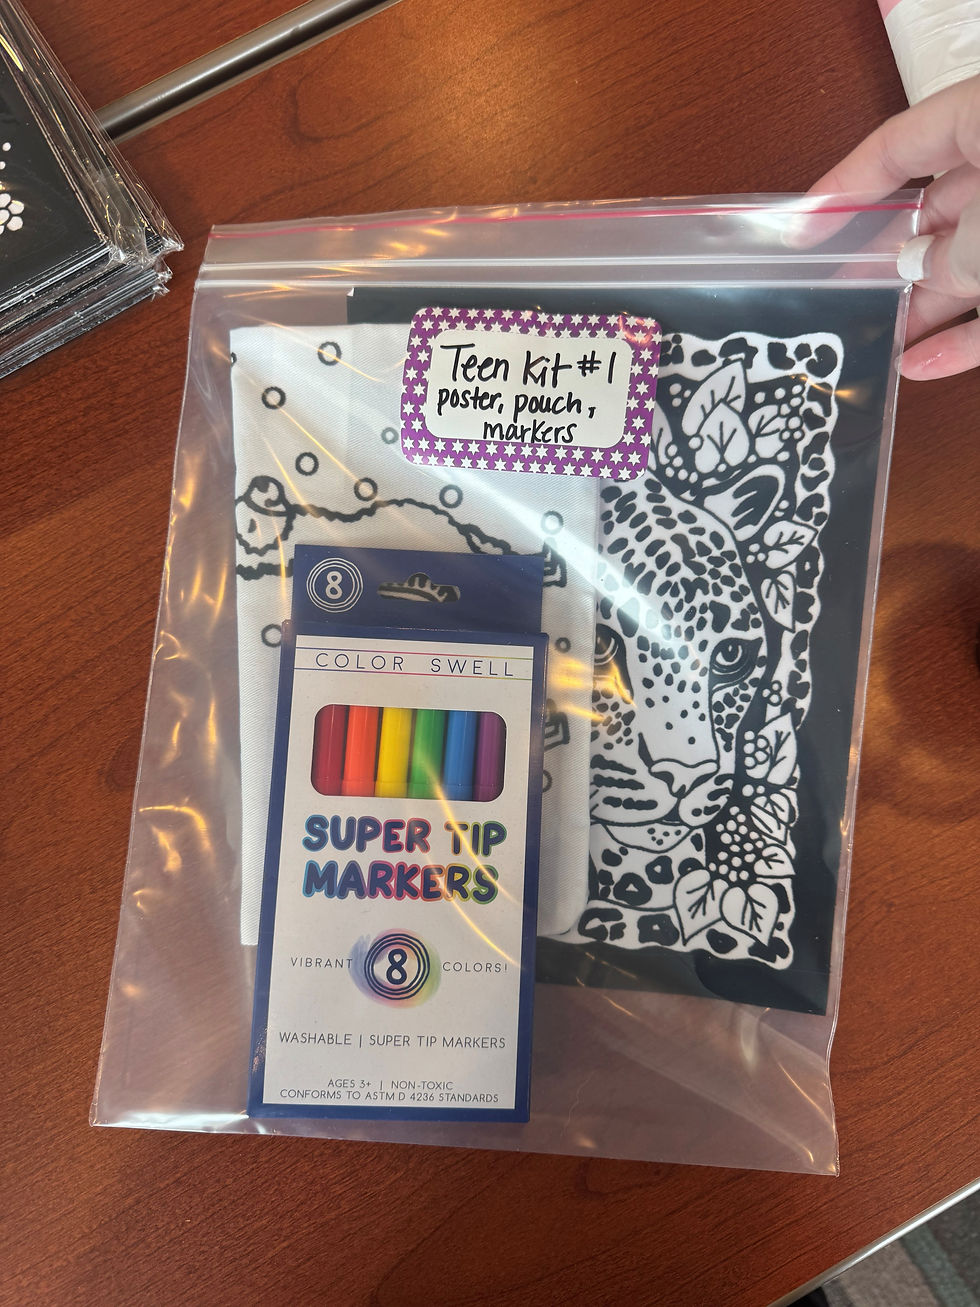 Teen Kit #1
poster, pouch,
markers
8
COLOR SWELL
SUPER TIP
MARKERS
VIBRANT 8 COLORS!
WASHABLE | SUPER TIP MARKERS
AGES 3+ | NON-TOXIC
CONFORMS TO ASTM D 4236 STANDARDS